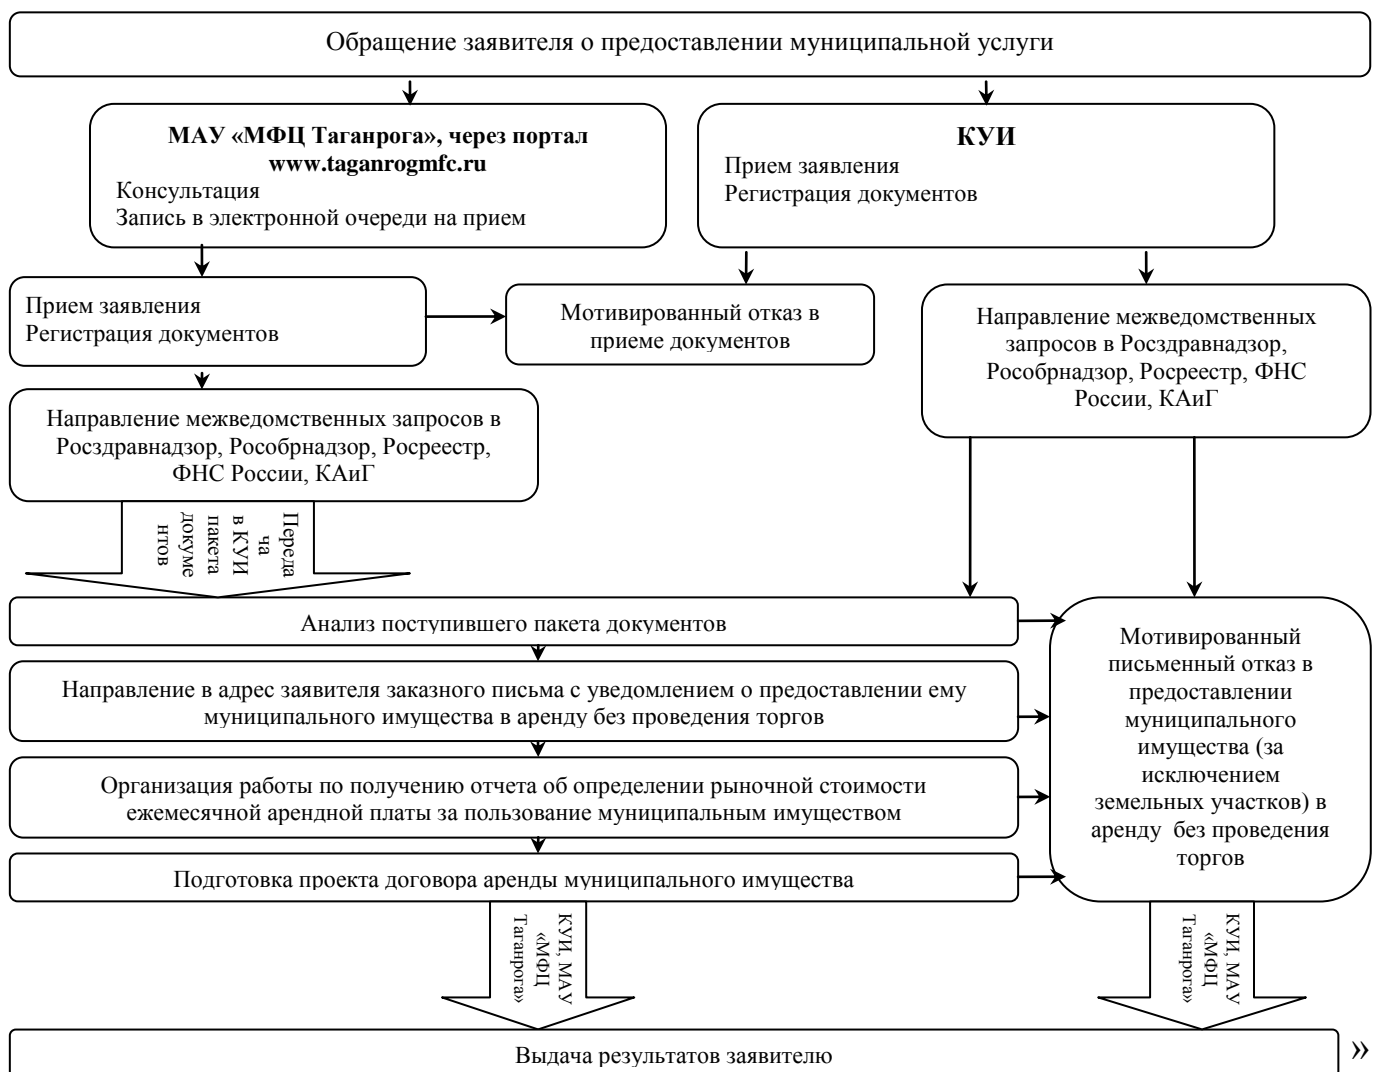 Обращение заявителя о предоставлении муниципальной услуги
МАУ «МФЦ Таганрога», через портал
www.taganrogmfc.ru
Консультация
Запись в электронной очереди на прием
КУИ
Прием заявления
Регистрация документов
Прием заявления
Регистрация документов
Мотивированный отказ в
приеме документов
Направление межведомственных
запросов в Росздравнадзор,
Рособрнадзор, Росреестр, ФНС
России, КАиГ
Направление межведомственных запросов в
Росздравнадзор, Рособрнадзор, Росреестр,
ФНС России, КАиГ
Переда
ча
в КУИ
пакета
докуме
нтов
Анализ поступившего пакета документов
Направление в адрес заявителя заказного письма с уведомлением о предоставлении ему
муниципального имущества в аренду без проведения торгов
Организация работы по получению отчета об определении рыночной стоимости
ежемесячной арендной платы за пользование муниципальным имуществом
Подготовка проекта договора аренды муниципального имущества
Мотивированный
письменный отказ в
предоставлении
муниципального
имущества (за
исключением
земельных участков) в
аренду без проведения
торгов
КУИ, МАУ
«МФЦ
Таганрога»
КУИ, МАУ
«МФЦ
Таганрога»
Выдача результатов заявителю
»